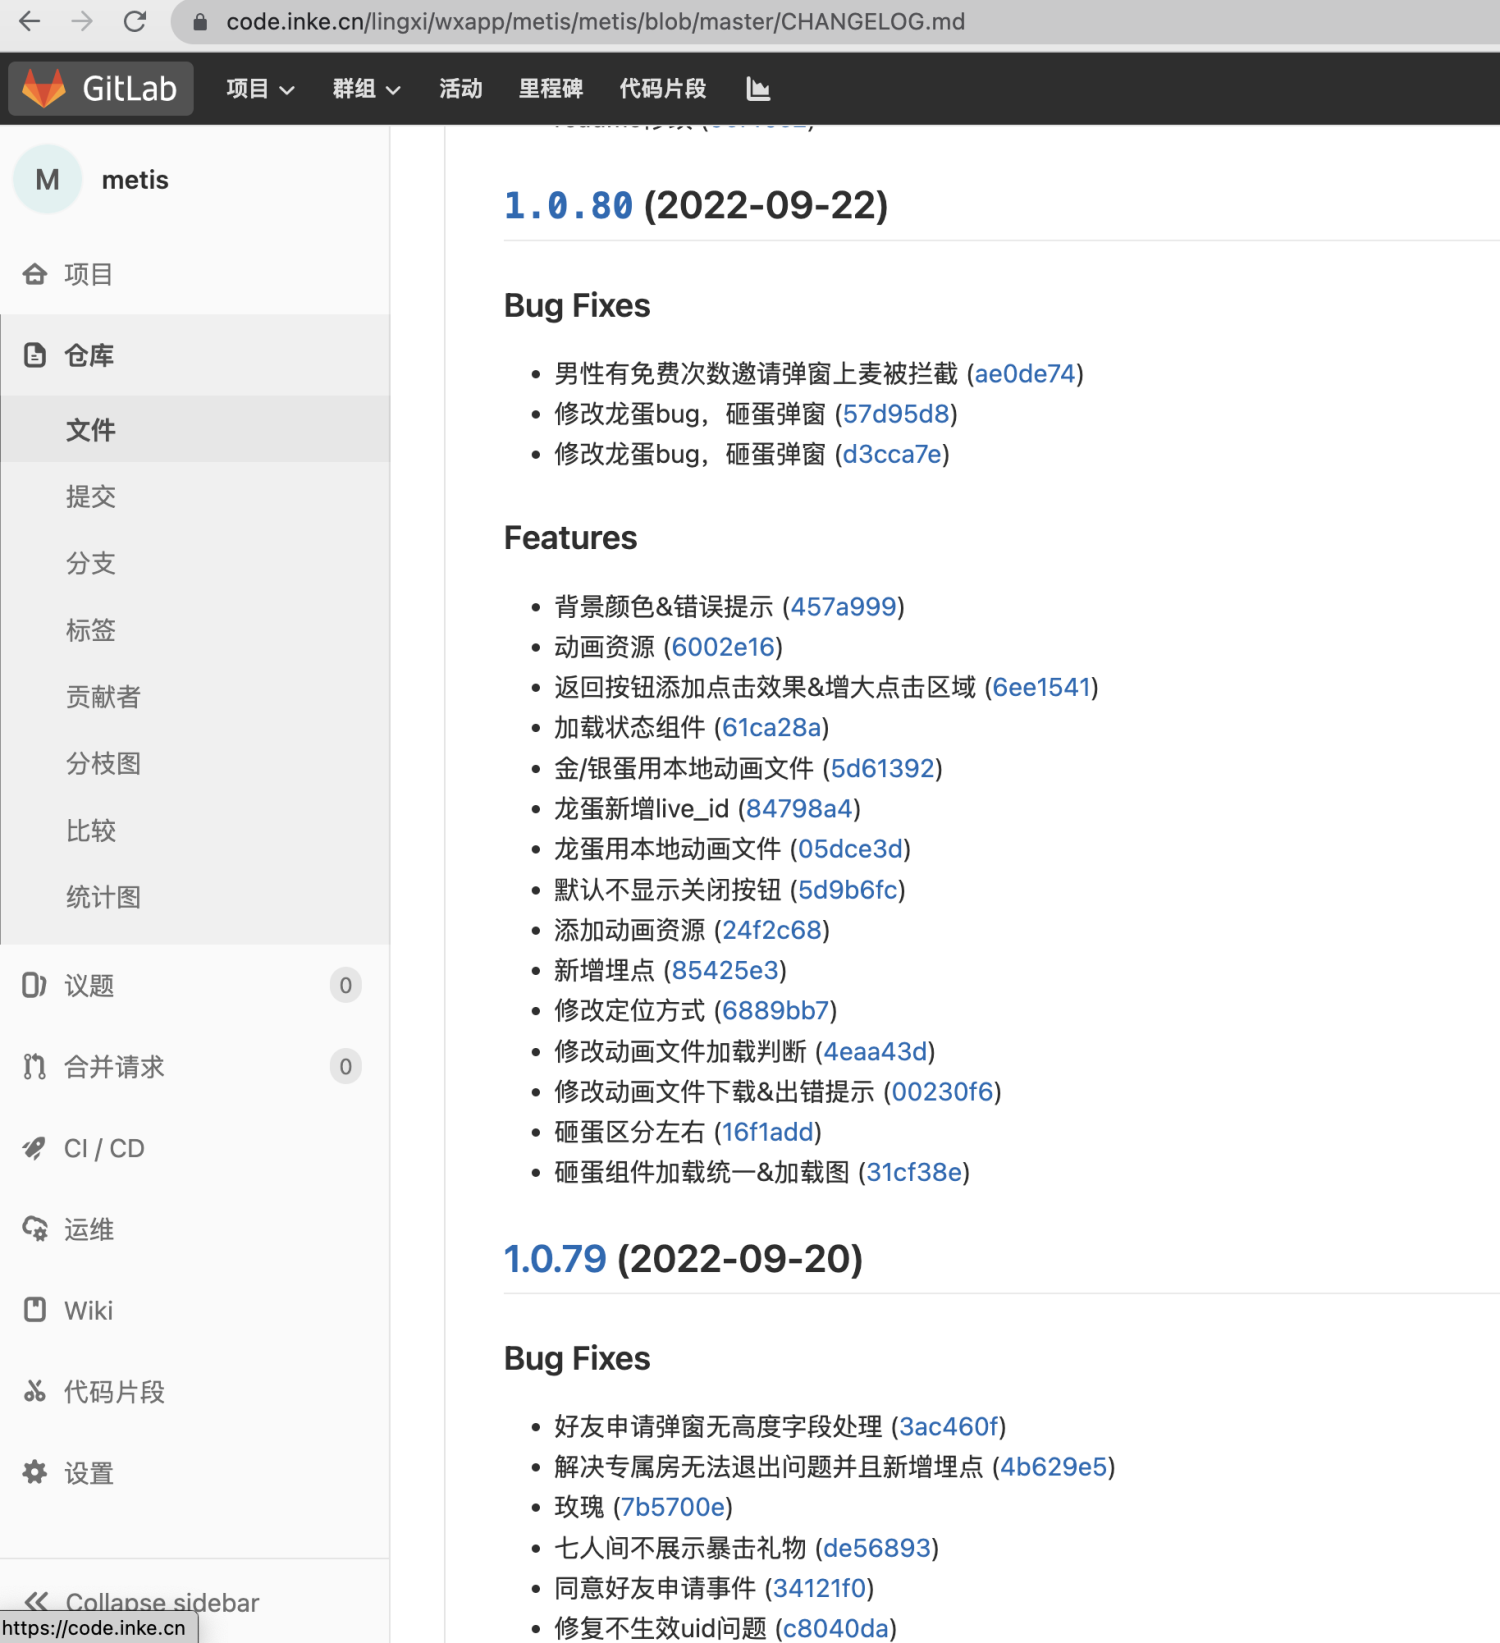 code.inke.cn/lingxi/wxapp/metis/metis/blob/master/CHANGELOG.md
GitLab 项目 群组 活动 里程碑 代码片段
M metis
项目
仓库
文件
提交
分支
标签
贡献者
分枝图
比较
统计图
议题 0
合并请求 0
CI / CD
运维
Wiki
代码片段
设置
Collapse sidebar
https://code.inke.cn
1.0.80 (2022-09-22)
Bug Fixes
• 男性有免费次数邀请弹窗上麦被拦截 (ae0de74)
• 修改龙蛋bug，砸蛋弹窗 (57d95d8)
• 修改龙蛋bug，砸蛋弹窗 (d3cca7e)
Features
• 背景颜色&错误提示 (457a999)
• 动画资源 (6002e16)
• 返回按钮添加点击效果&增大点击区域 (6ee1541)
• 加载状态组件 (61ca28a)
• 金/银蛋用本地动画文件 (5d61392)
• 龙蛋新增live_id (84798a4)
• 龙蛋用本地动画文件 (05dce3d)
• 默认不显示关闭按钮 (5d9b6fc)
• 添加动画资源 (24f2c68)
• 新增埋点 (85425e3)
• 修改定位方式 (6889bb7)
• 修改动画文件加载判断 (4eaa43d)
• 修改动画文件下载&出错提示 (00230f6)
• 砸蛋区分左右 (16f1add)
• 砸蛋组件加载统一&加载图 (31cf38e)
1.0.79 (2022-09-20)
Bug Fixes
• 好友申请弹窗无高度字段处理 (3ac460f)
• 解决专属房无法退出问题并且新增埋点 (4b629e5)
• 玫瑰 (7b5700e)
• 七人间不展示暴击礼物 (de56893)
• 同意好友申请事件 (34121f0)
• 修复不生效uid问题 (c8040da)